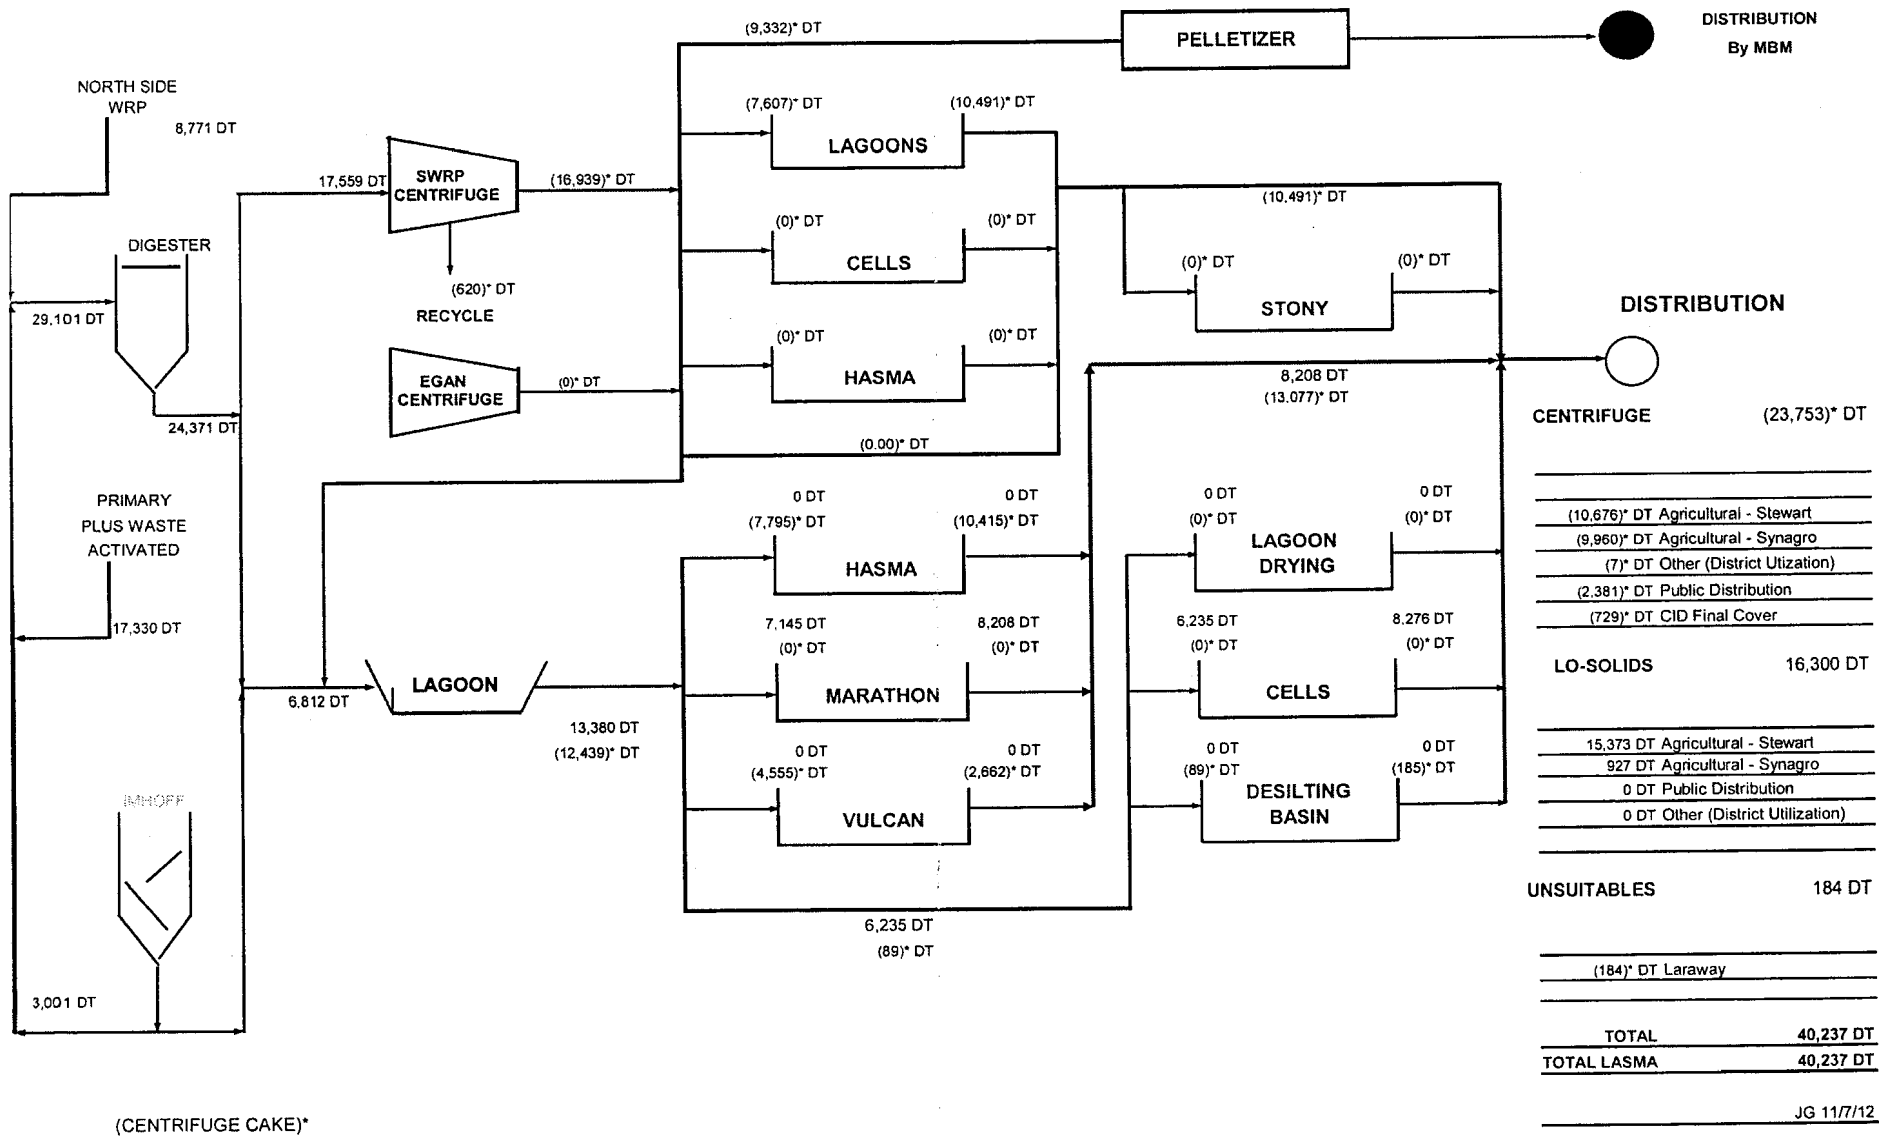 (9,332)* DT
PELLETIZER
DISTRIBUTION
By MBM
NORTH SIDE
WRP
8,771 DT
(7,607)* DT
(10,491)* DT
LAGOONS
17,559 DT
SWRP
CENTRIFUGE
(16,939)* DT
(10,491)* DT
DIGESTER
(0)* DT
(0)* DT
CELLS
(620)* DT
RECYCLE
(0)* DT
(0)* DT
STONY
DISTRIBUTION
29,101 DT
(0)* DT
(0)* DT
HASMA
EGAN
CENTRIFUGE
(0)* DT
8,208 DT
(13.077)* DT
24,371 DT
(0.00)* DT
CENTRIFUGE (23,753)* DT
(10,676)* DT Agricultural - Stewart
(9,960)* DT Agricultural - Synagro
(7)* DT Other (District Utization)
(2,381)* DT Public Distribution
(729)* DT CID Final Cover
PRIMARY
PLUS WASTE
ACTIVATED
17,330 DT
0 DT
(7,795)* DT
0 DT
(10,415)* DT
HASMA
0 DT
(0)* DT
0 DT
(0)* DT
LAGOON
DRYING
7,145 DT
(0)* DT
8,208 DT
(0)* DT
MARATHON
6,235 DT
(0)* DT
8,276 DT
(0)* DT
CELLS
LAGOON
6,812 DT
13,380 DT
(12,439)* DT
0 DT
(4,555)* DT
0 DT
(2,662)* DT
VULCAN
0 DT
(89)* DT
0 DT
(185)* DT
DESILTING
BASIN
LO-SOLIDS 16,300 DT
15,373 DT Agricultural - Stewart
927 DT Agricultural - Synagro
0 DT Public Distribution
0 DT Other (District Utilization)
IMHOFF
6,235 DT
(89)* DT
UNSUITABLES 184 DT
(184)* DT Laraway
3,001 DT
TOTAL 40,237 DT
TOTAL LASMA 40,237 DT
JG 11/7/12
(CENTRIFUGE CAKE)*